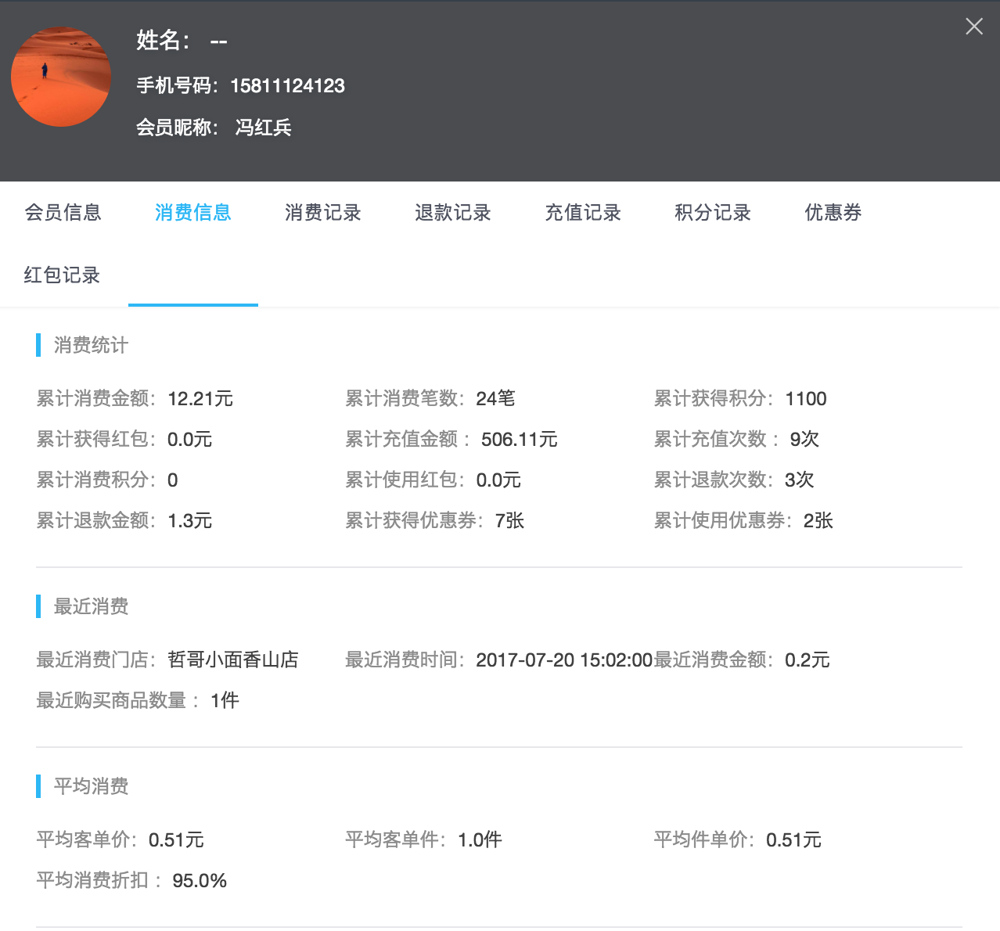 姓名： --
手机号码：15811124123
会员昵称： 冯红兵
会员信息 消费信息 消费记录 退款记录 充值记录 积分记录 优惠券
红包记录
消费统计
累计消费金额：12.21元 累计消费笔数：24笔 累计获得积分：1100
累计获得红包：0.0元 累计充值金额 ：506.11元 累计充值次数 ：9次
累计消费积分：0 累计使用红包：0.0元 累计退款次数：3次
累计退款金额：1.3元 累计获得优惠券：7张 累计使用优惠券：2张
最近消费
最近消费门店：哲哥小面香山店 最近消费时间：2017-07-20 15:02:00 最近消费金额：0.2元
最近购买商品数量 ：1件
平均消费
平均客单价：0.51元 平均客单件：1.0件 平均件单价：0.51元
平均消费折扣 ：95.0%